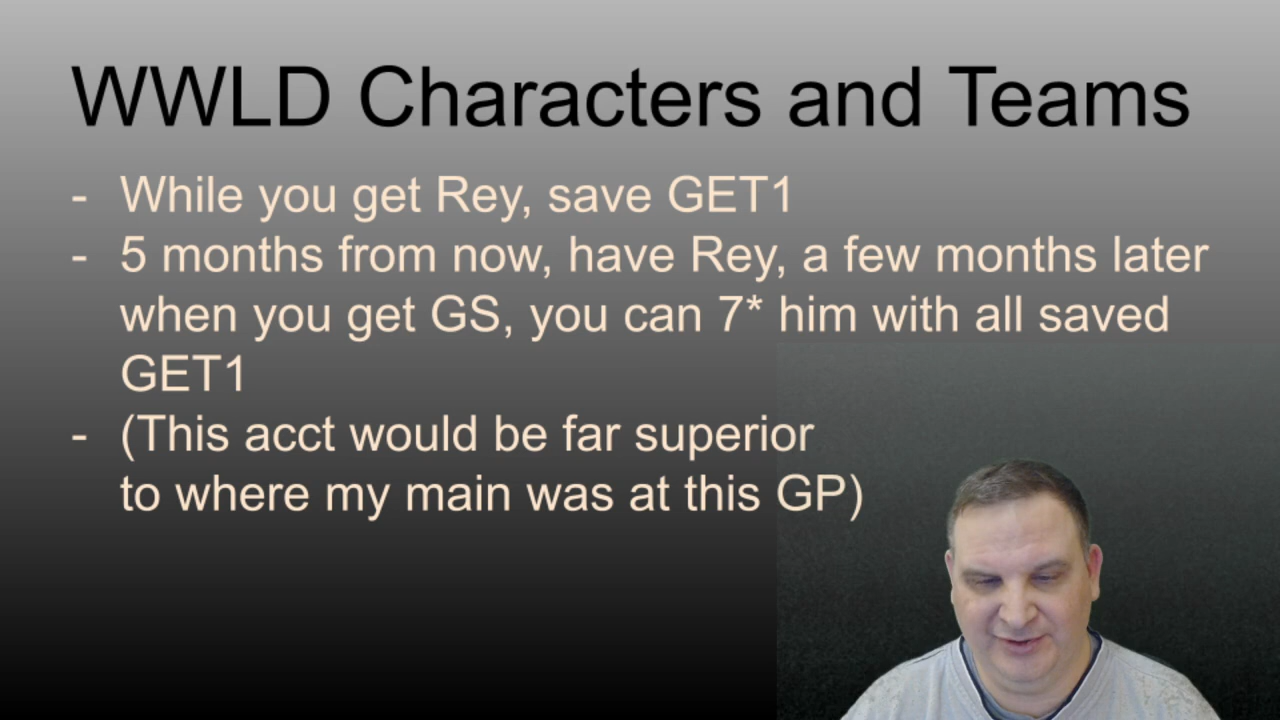 WWLD Characters and Teams
- While you get Rey, save GET1
- 5 months from now, have Rey, a few months later
when you get GS, you can 7* him with all saved
GET1
- (This acct would be far superior
to where my main was at this GP)